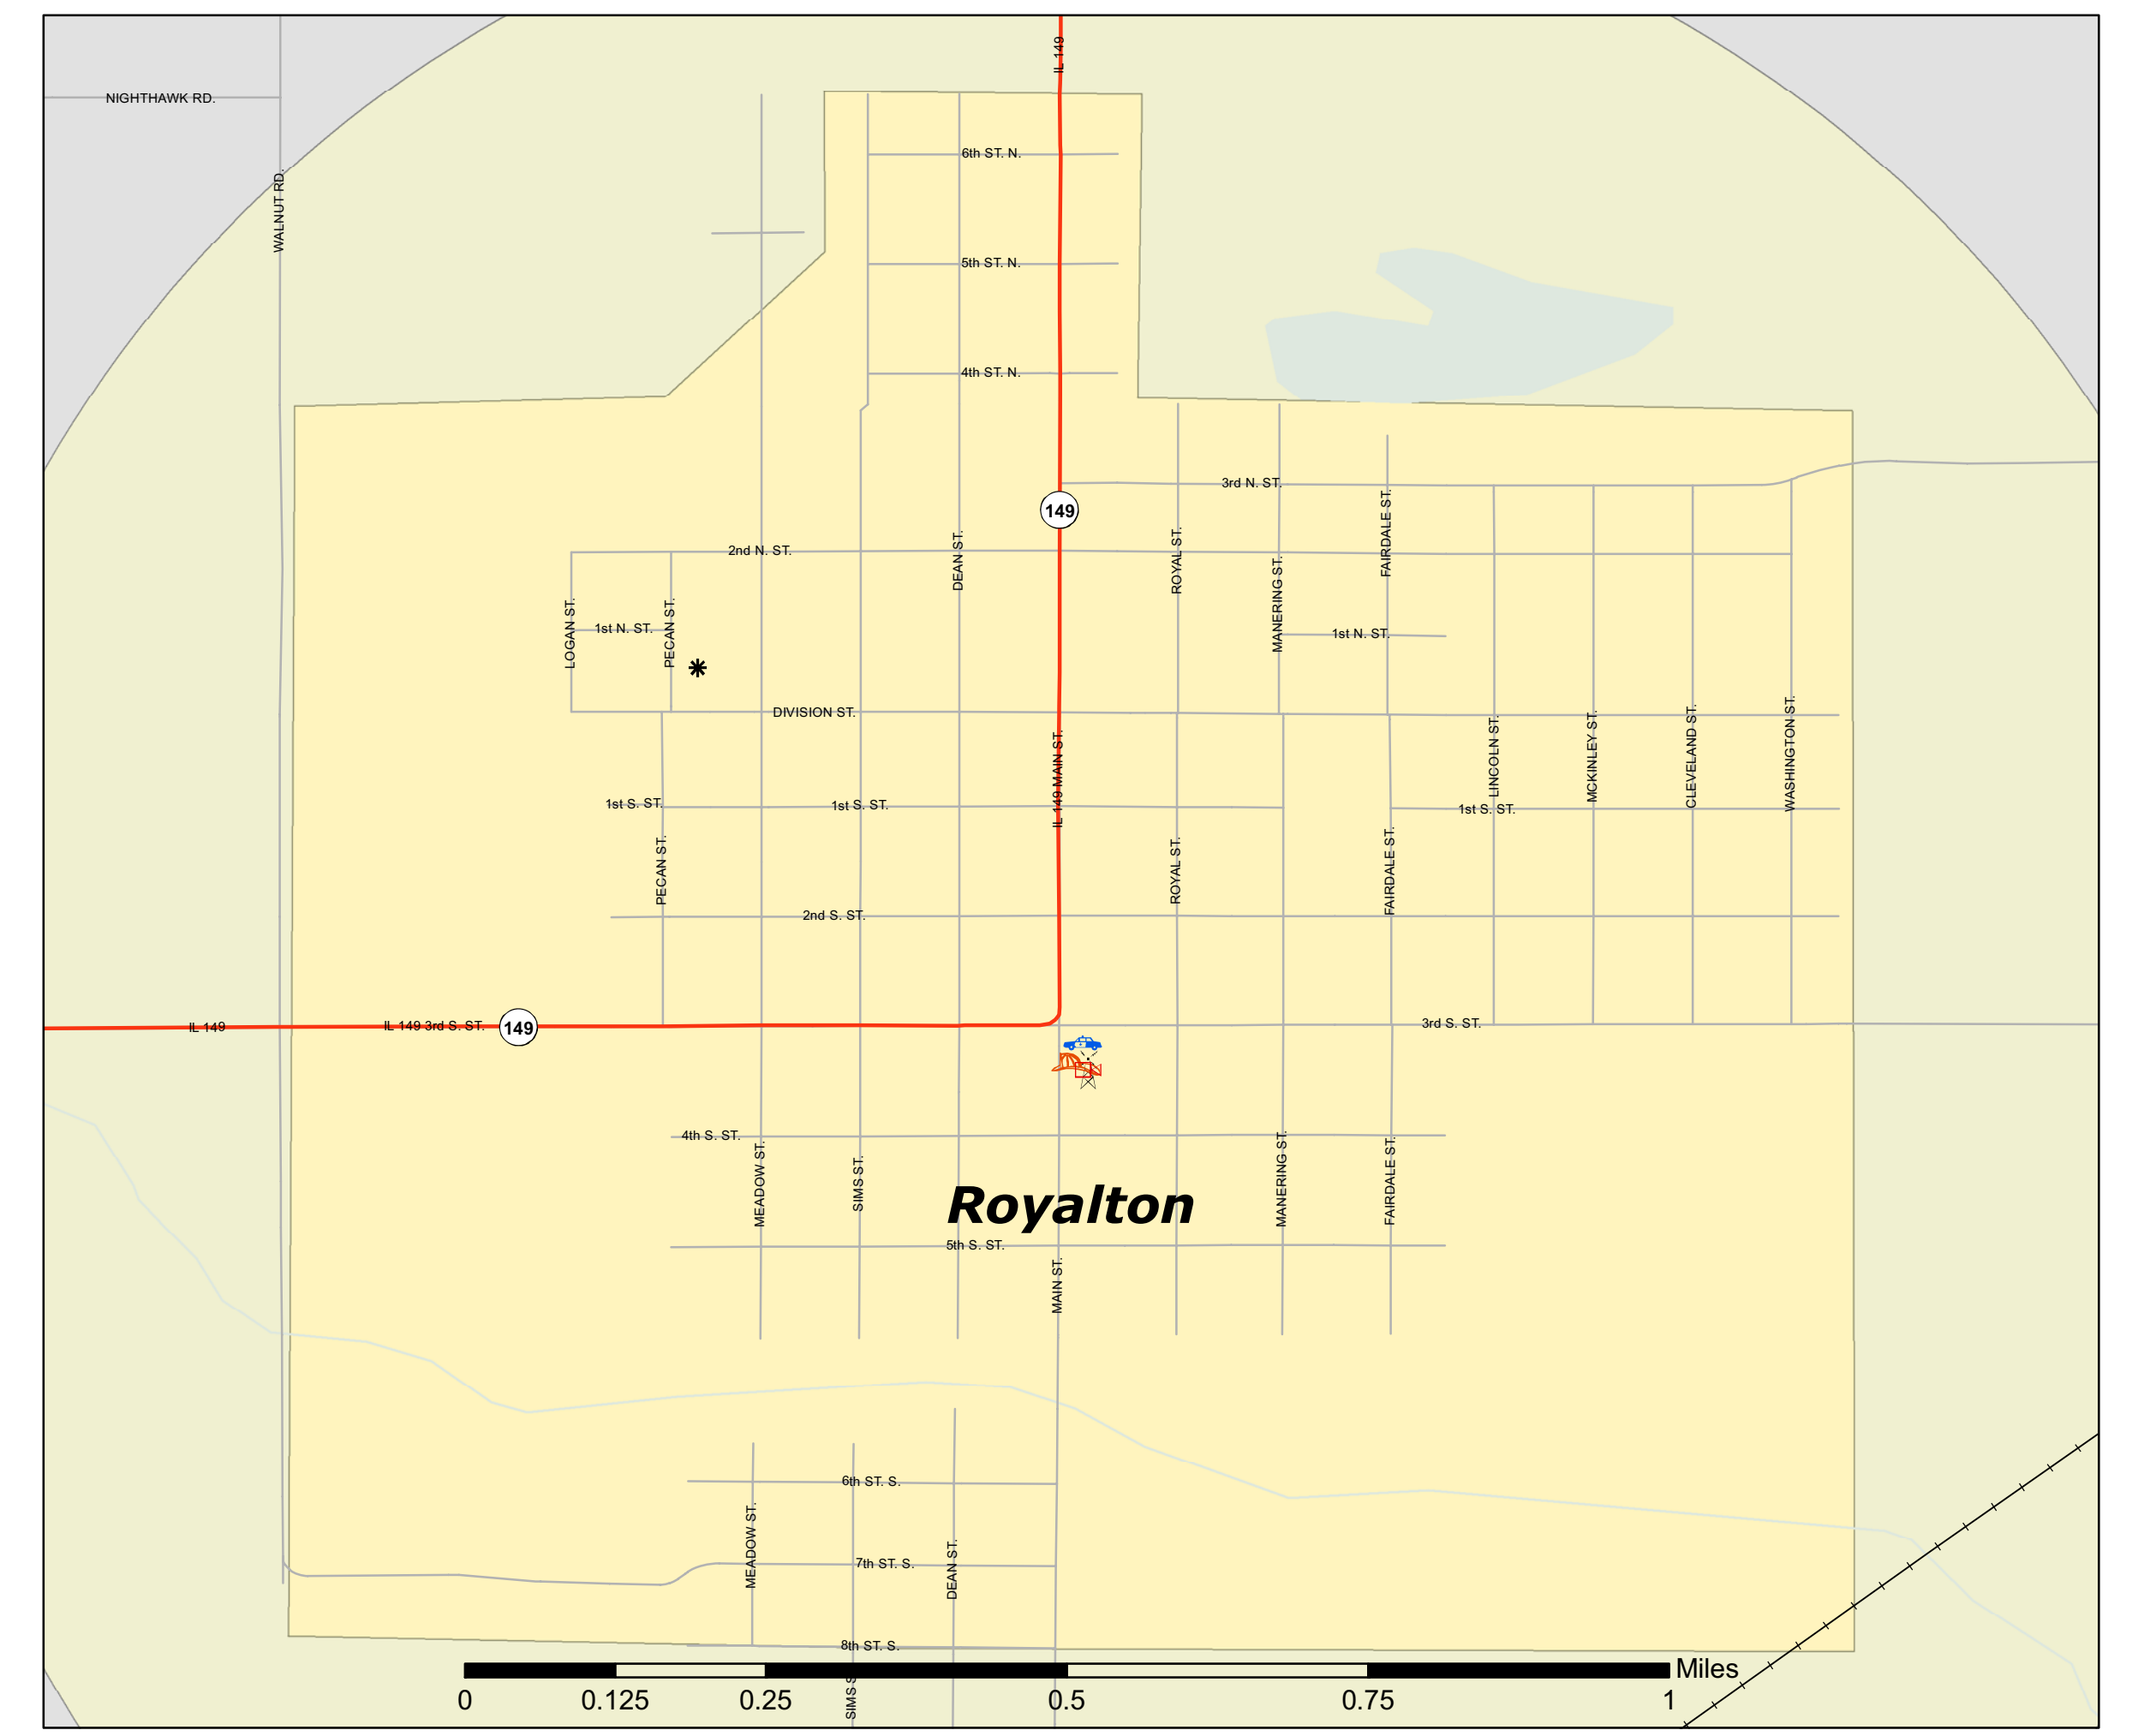 IL 149
NIGHTHAWK RD.
6th ST. N.
WALNUT RD.
5th ST. N.
4th ST. N.
3rd N. ST.
149
FAIRDALE ST.
2nd N. ST.
DEAN ST.
ROYAL ST.
MANERING ST.
LOGAN ST.
1st N. ST.
PECAN ST.
1st N. ST.
DIVISION ST.
IL 149 MAIN ST.
LINCOLN ST.
MCKINLEY ST.
CLEVELAND ST.
WASHINGTON ST.
1st S. ST.
1st S. ST.
1st S. ST.
PECAN ST.
ROYAL ST.
FAIRDALE ST.
2nd S. ST.
IL 149
IL 149 3rd S. ST.
149
3rd S. ST.
4th S. ST.
MEADOW ST.
SIMS ST.
MANERING ST.
FAIRDALE ST.
Royalton
5th S. ST.
MAIN ST.
6th ST. S.
MEADOW ST.
7th ST. S.
DEAN ST.
8th ST. S.
SIMS S
Miles
0 0.125 0.25 0.5 0.75 1